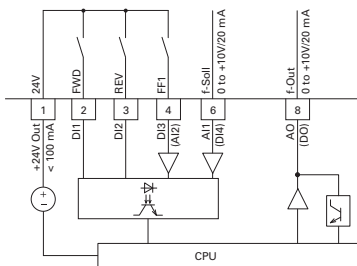 24V
FWD
REV
FF1
f-Soll
0 to +10V/20 mA
f-Out
0 to +10V/20 mA
1
2
3
4
6
8
+24V Out
< 100 mA
DI1
DI2
DI3
(AI2)
AI1
(DI4)
AO
(DO)
+
−
CPU